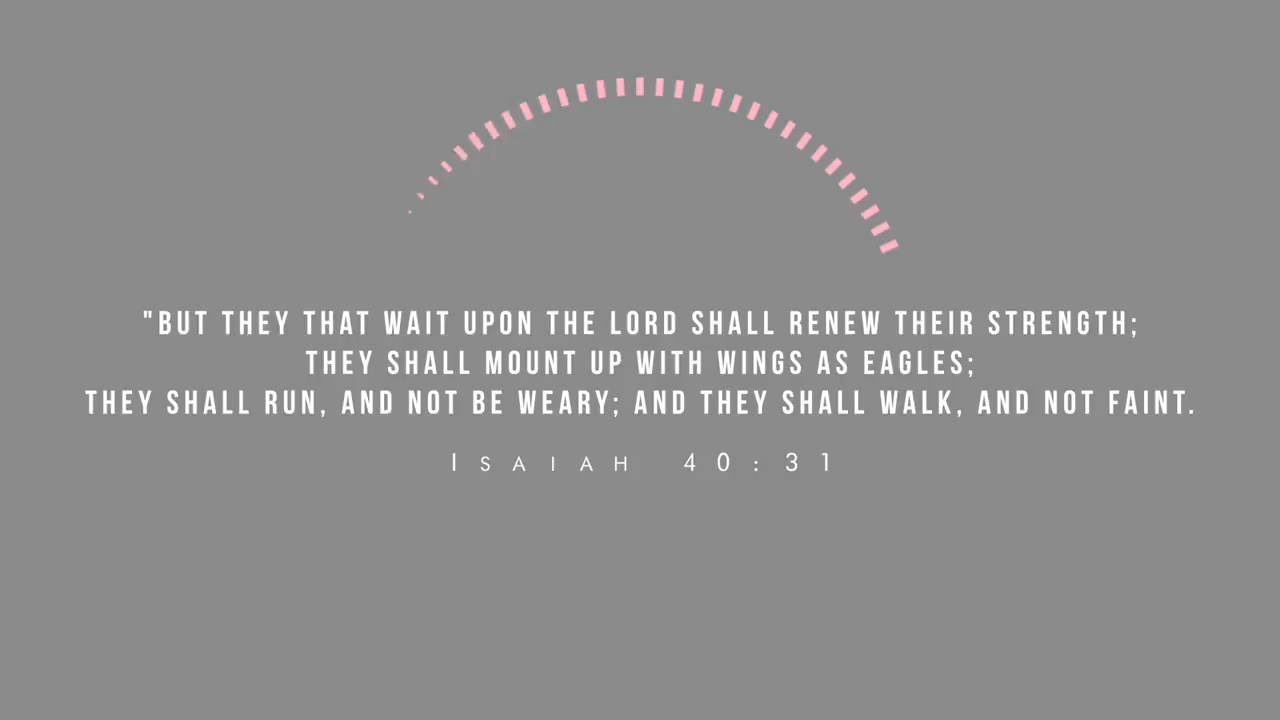 "BUT THEY THAT WAIT UPON THE LORD SHALL RENEW THEIR STRENGTH;
THEY SHALL MOUNT UP WITH WINGS AS EAGLES;
THEY SHALL RUN, AND NOT BE WEARY; AND THEY SHALL WALK, AND NOT FAINT.
ISAIAH 40:31